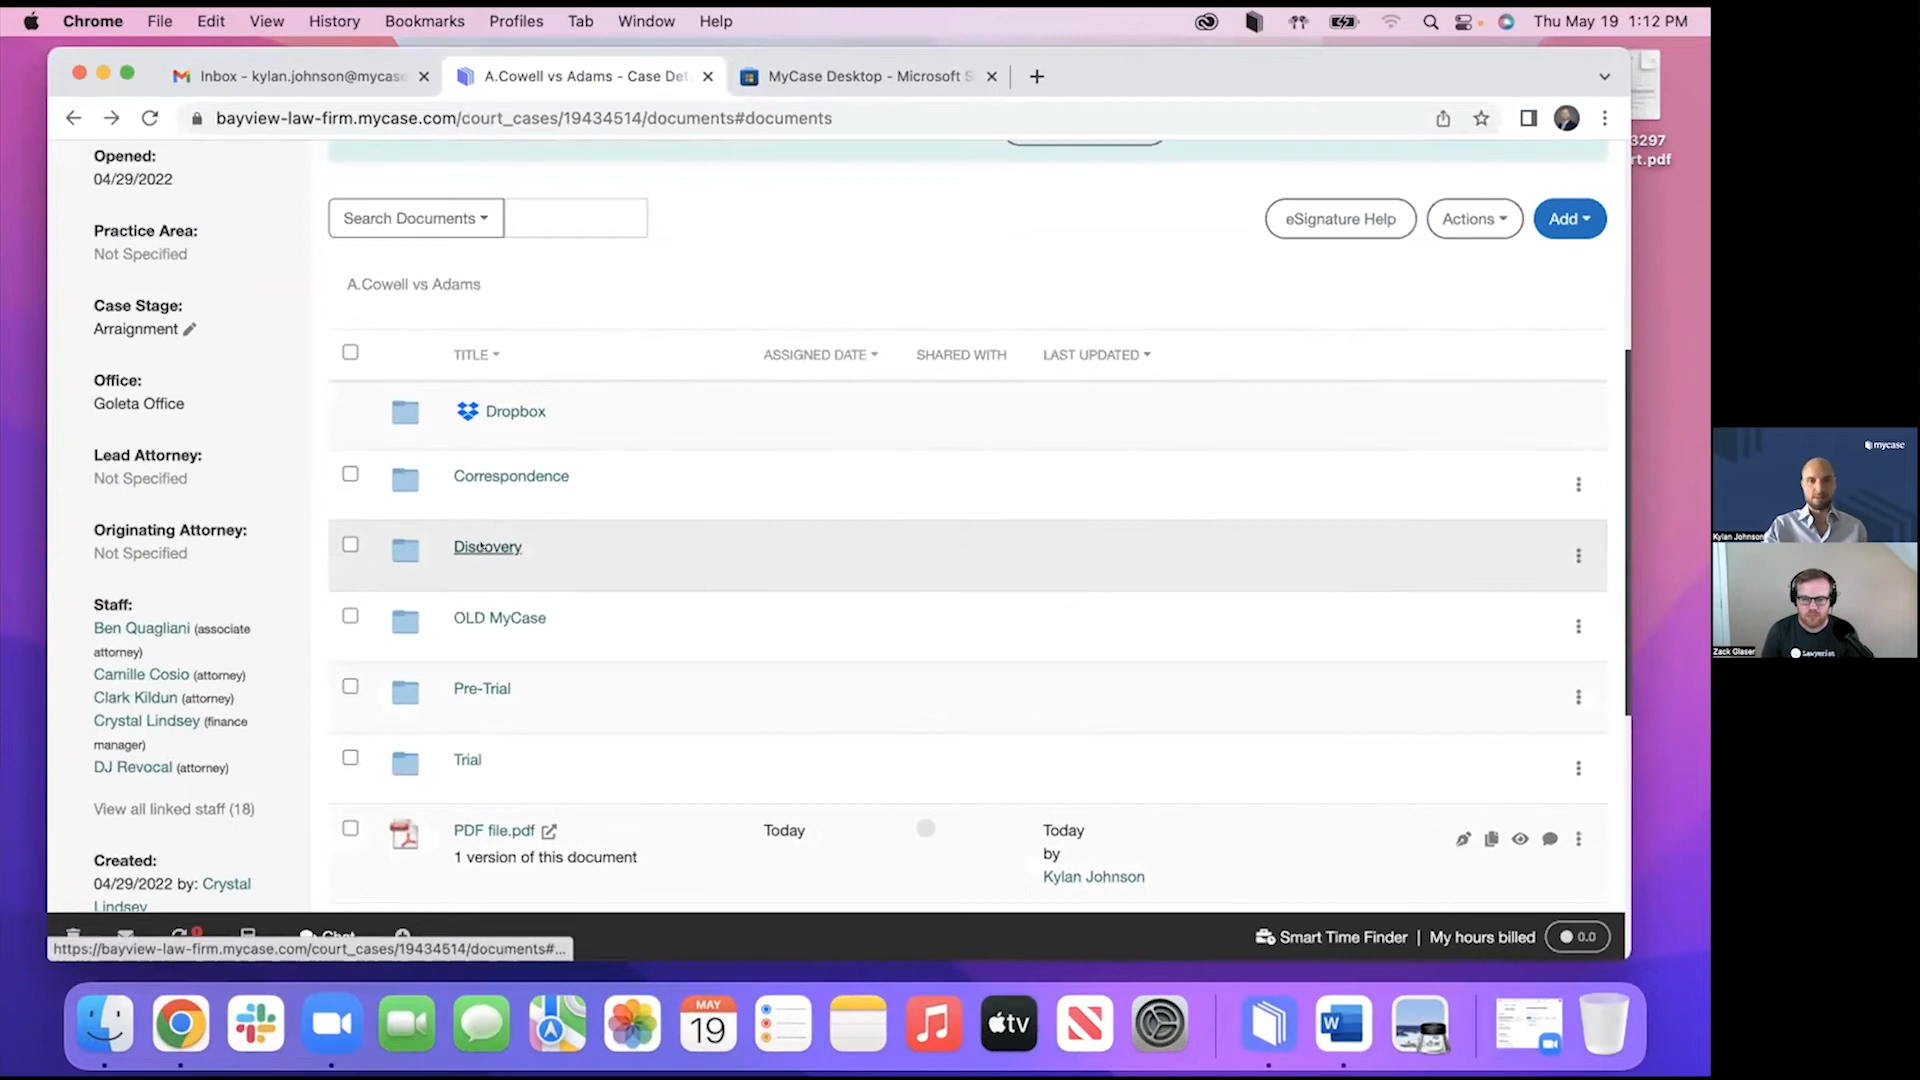 Chrome File Edit View History Bookmarks Profiles Tab Window Help Thu May 19 1:12 PM
Inbox - kylan.johnson@mycase
A.Cowell vs Adams - Case Det
MyCase Desktop - Microsoft S
bayview-law-firm.mycase.com/court_cases/19434514/documents#documents
3297
rt.pdf
Opened:
04/29/2022
Practice Area:
Not Specified
Case Stage:
Arraignment
Office:
Goleta Office
Lead Attorney:
Not Specified
Originating Attorney:
Not Specified
Staff:
Ben Quagliani (associate
attorney)
Camille Cosio (attorney)
Clark Kildun (attorney)
Crystal Lindsey (finance
manager)
DJ Revocal (attorney)
View all linked staff (18)
Created:
04/29/2022 by: Crystal
Lindsey
Search Documents
eSignature Help
Actions
Add
A.Cowell vs Adams
TITLE ASSIGNED DATE SHARED WITH LAST UPDATED
Dropbox
Correspondence
Discovery
OLD MyCase
Pre-Trial
Trial
PDF file.pdf Today Today
1 version of this document by
Kylan Johnson
Chat
Smart Time Finder | My hours billed 0.0
https://bayview-law-firm.mycase.com/court_cases/19434514/documents#...
MAY
19
tv
W
mycase
Kylan Johnson
Lawyerist
Zack Glaser